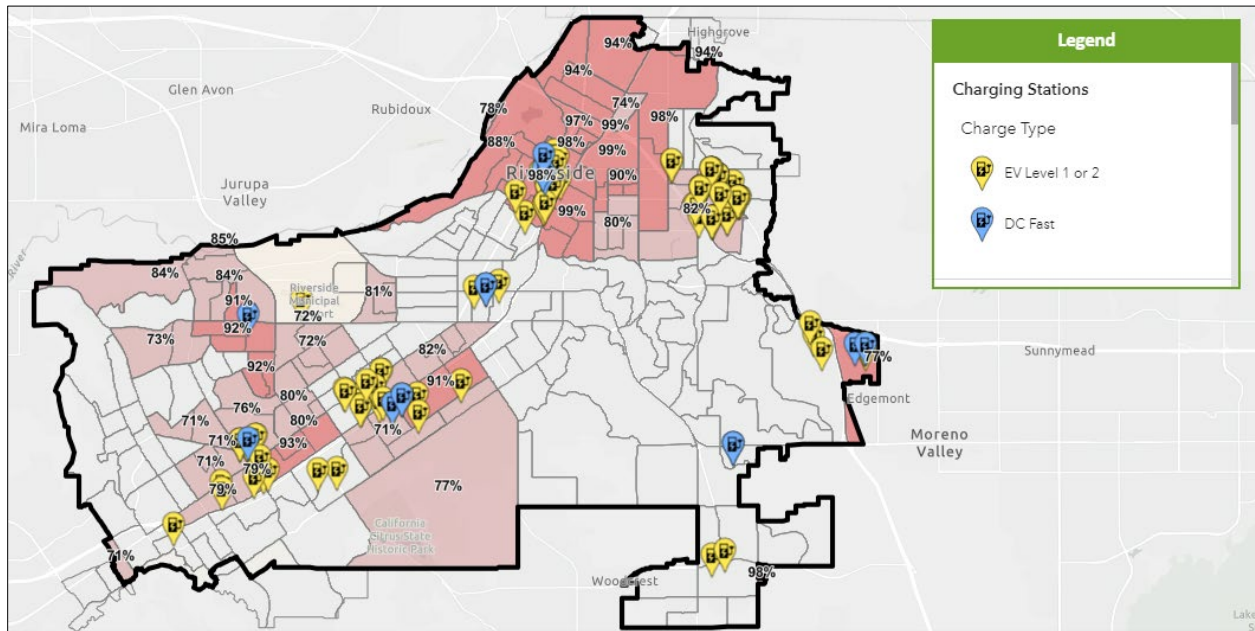 Highgrove
94%
94%
Legend
94%
Charging Stations
Glen Avon
78%
Rubidoux
74%
98%
Charge Type
Mira Loma
97%
99%
88%
98%
99%
EV Level 1 or 2
Jurupa
Valley
98%
90%
99%
80%
82%
DC Fast
85%
84%
84%
River
Riverside
Municipal
81%
91%
72%
92%
73%
72%
82%
77%
Sunnymead
92%
91%
80%
Edgemont
76%
71%
80%
71%
71%
93%
Moreno
Valley
71%
79%
79%
77%
California
Citrus State
Historic Park
71%
Woodcrest
98%